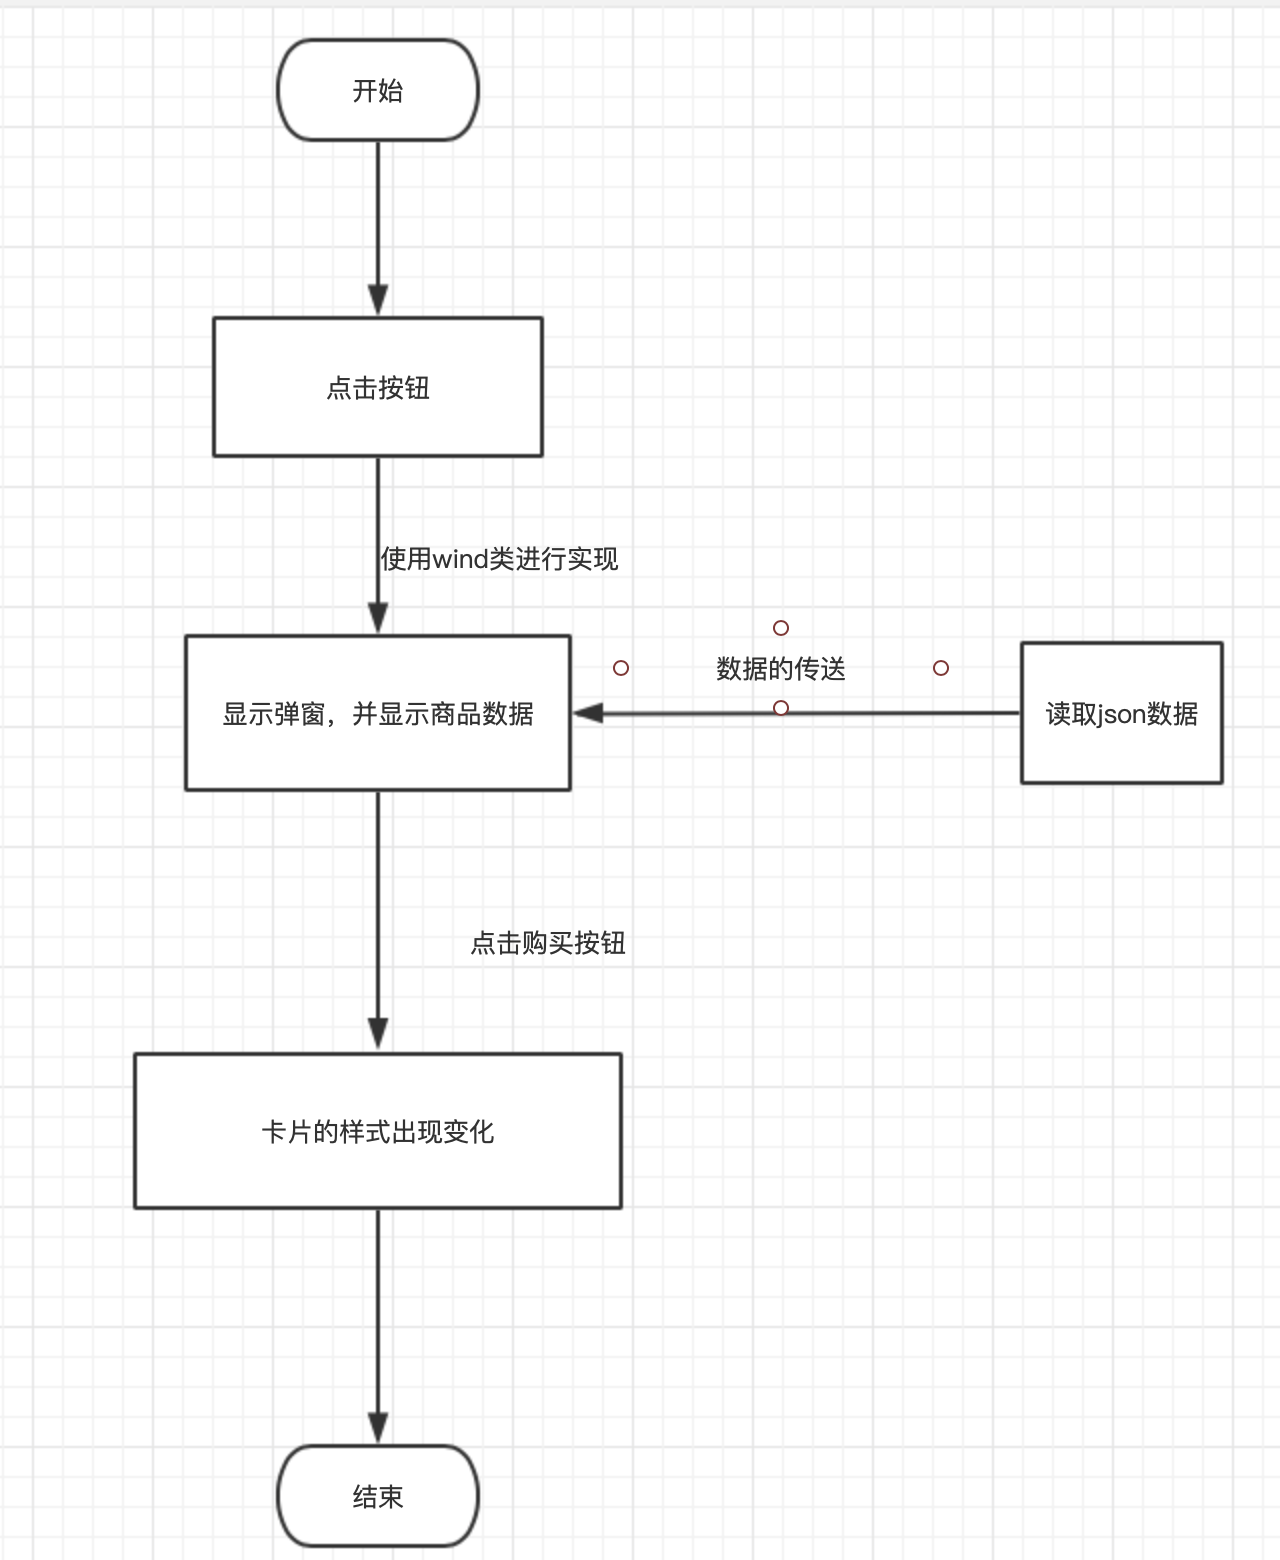 开始
点击按钮
使用wind类进行实现
数据的传送
显示弹窗，并显示商品数据
读取json数据
点击购买按钮
卡片的样式出现变化
结束